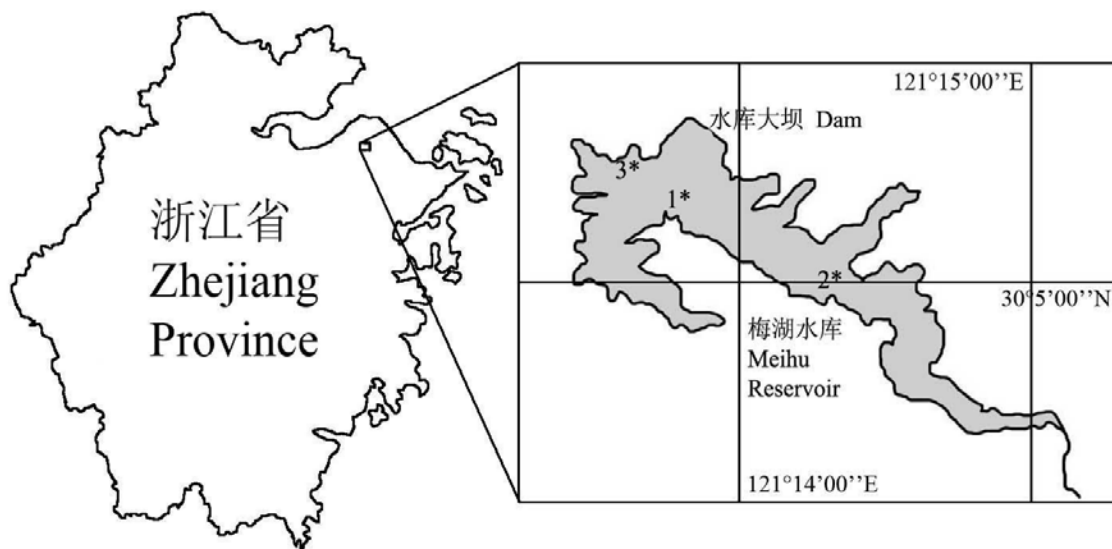 浙江省
Zhejiang
Province
121°15'00''E
水库大坝 Dam
3*
1*
2*
30°5'00''N
梅湖水库
Meihu
Reservoir
121°14'00''E